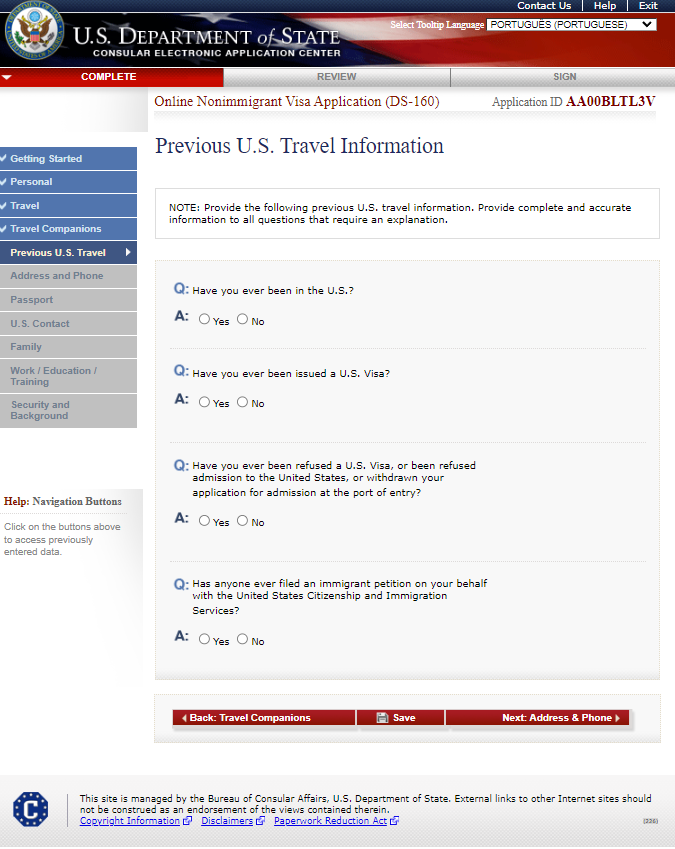 Contact Us | Help | Exit
Select Tooltip Language PORTUGUÊS (PORTUGUESE)
U.S. DEPARTMENT of STATE
CONSULAR ELECTRONIC APPLICATION CENTER
COMPLETE REVIEW SIGN
Online Nonimmigrant Visa Application (DS-160) Application ID AA00BLTL3V
Previous U.S. Travel Information
Getting Started
Personal
Travel
Travel Companions
Previous U.S. Travel
Address and Phone
Passport
U.S. Contact
Family
Work / Education /
Training
Security and
Background
Help: Navigation Buttons
Click on the buttons above
to access previously
entered data.
NOTE: Provide the following previous U.S. travel information. Provide complete and accurate
information to all questions that require an explanation.
Q: Have you ever been in the U.S.?
A: Yes No
Q: Have you ever been issued a U.S. Visa?
A: Yes No
Q: Have you ever been refused a U.S. Visa, or been refused
admission to the United States, or withdrawn your
application for admission at the port of entry?
A: Yes No
Q: Has anyone ever filed an immigrant petition on your behalf
with the United States Citizenship and Immigration
Services?
A: Yes No
Back: Travel Companions Save Next: Address & Phone
C
This site is managed by the Bureau of Consular Affairs, U.S. Department of State. External links to other Internet sites should
not be construed as an endorsement of the views contained therein.
Copyright Information Disclaimers Paperwork Reduction Act